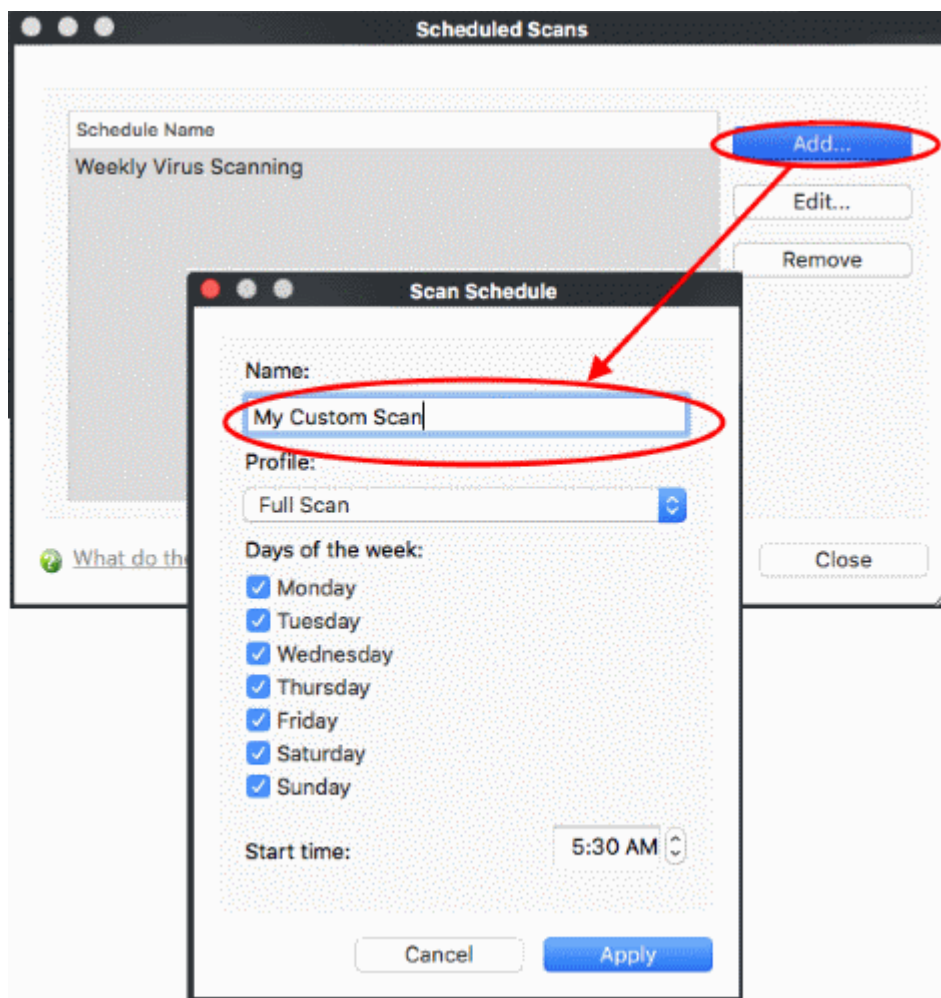 Scheduled Scans
Schedule Name
Weekly Virus Scanning
Add...
Edit...
Remove
Scan Schedule
Name:
My Custom Scan
Profile:
Full Scan
Days of the week:
Monday
Tuesday
Wednesday
Thursday
Friday
Saturday
Sunday
Start time:
5:30 AM
Cancel
Apply
What do
Close